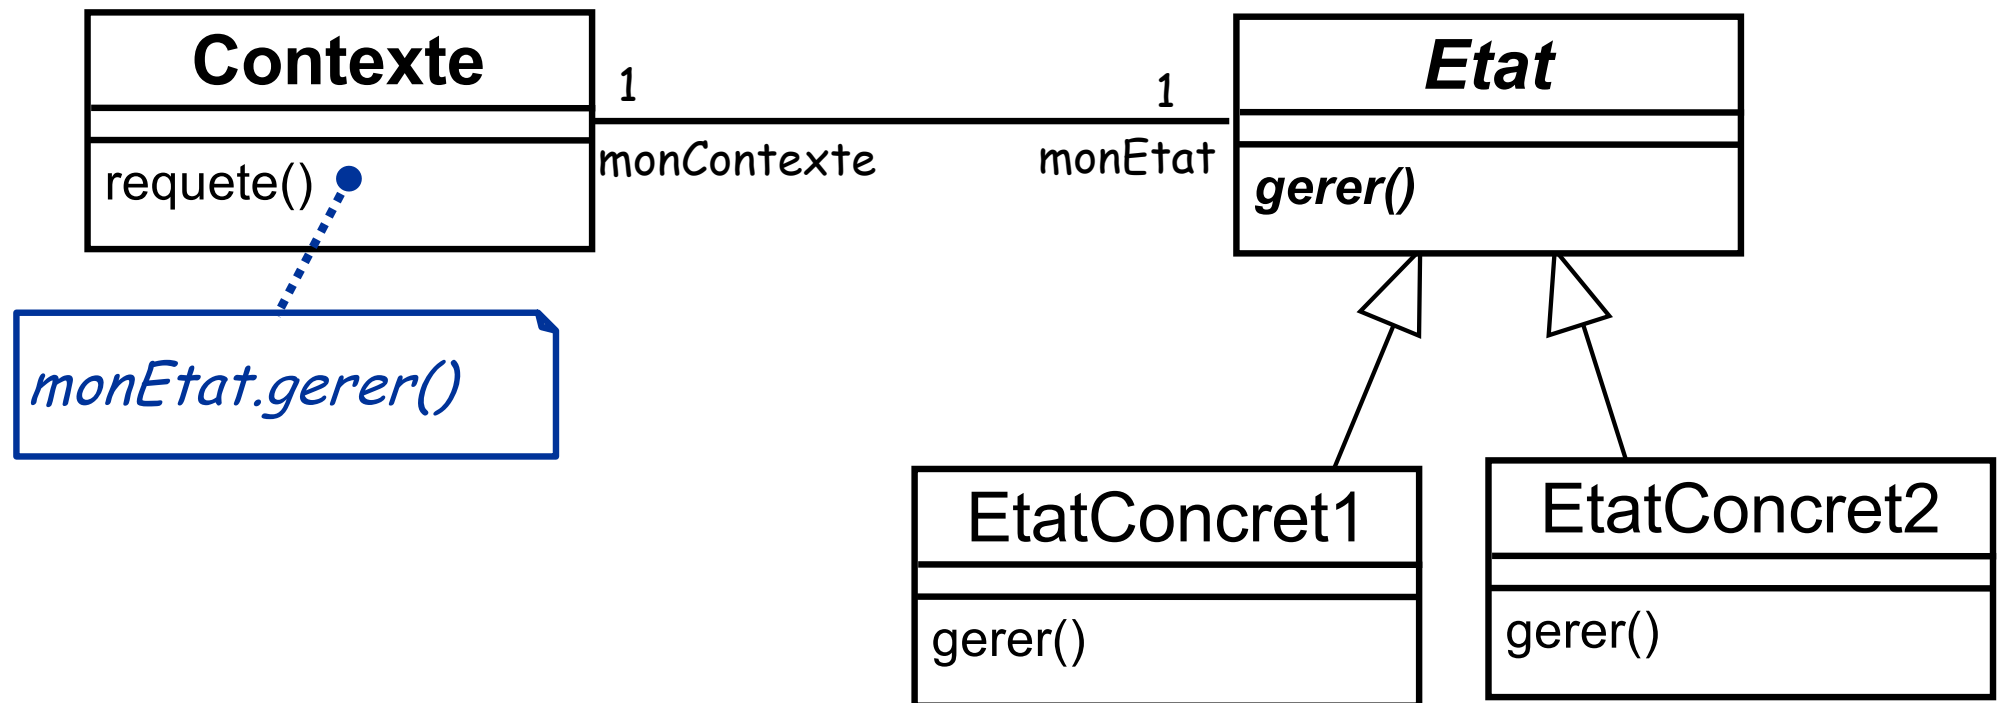 Contexte
requete()
1
monContexte
1
monEtat
Etat
gerer()
monEtat.gerer()
EtatConcret1
gerer()
EtatConcret2
gerer()